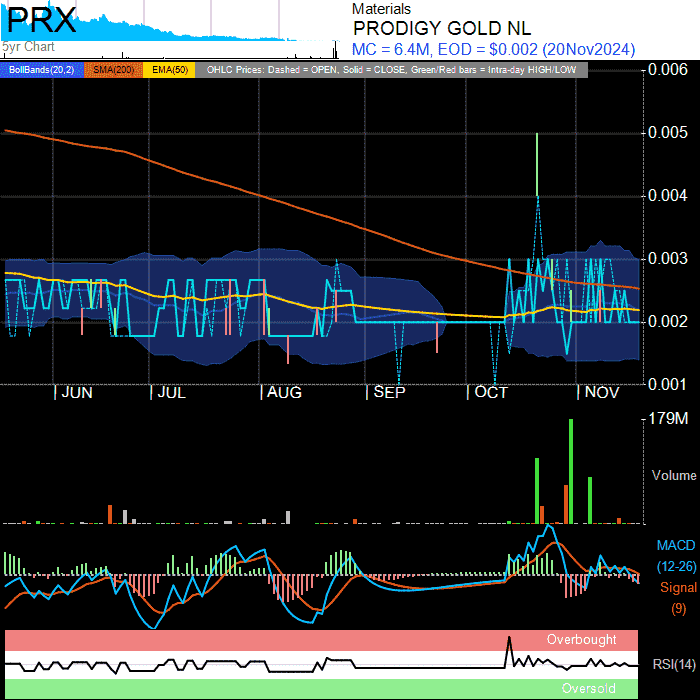 PRX
5yr Chart
Materials
PRODIGY GOLD NL
MC = 6.4M, EOD = $0.002 (20Nov2024)
BollBands(20,2) SMA(200) EMA(50) OHLC Prices: Dashed = OPEN, Solid = CLOSE, Green/Red bars = Intra-day HIGH/LOW
0.006
0.005
0.004
0.003
0.002
0.001
JUN JUL AUG SEP OCT NOV
179M
Volume
MACD
(12-26)
Signal
(9)
Overbought
RSI(14)
Oversold